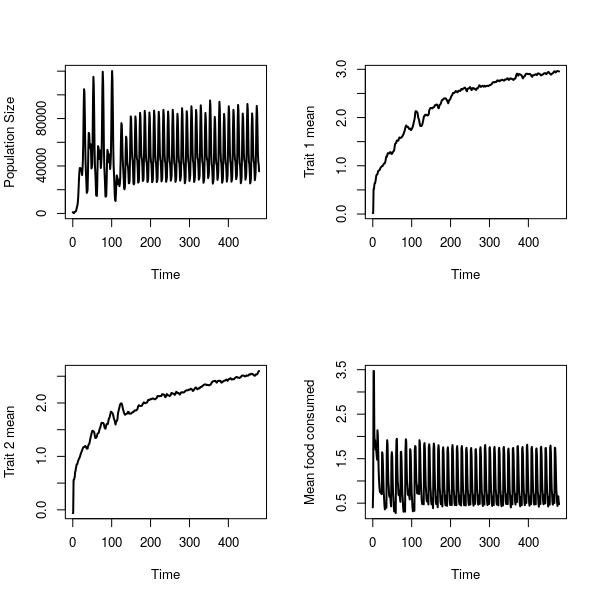 Population Size
80000
40000
0
0 100 200 300 400
Time
Trait 1 mean
3.0
2.0
1.0
0.0
0 100 200 300 400
Time
Trait 2 mean
2.0
1.0
0.0
0 100 200 300 400
Time
Mean food consumed
3.5
2.5
1.5
0.5
0 100 200 300 400
Time